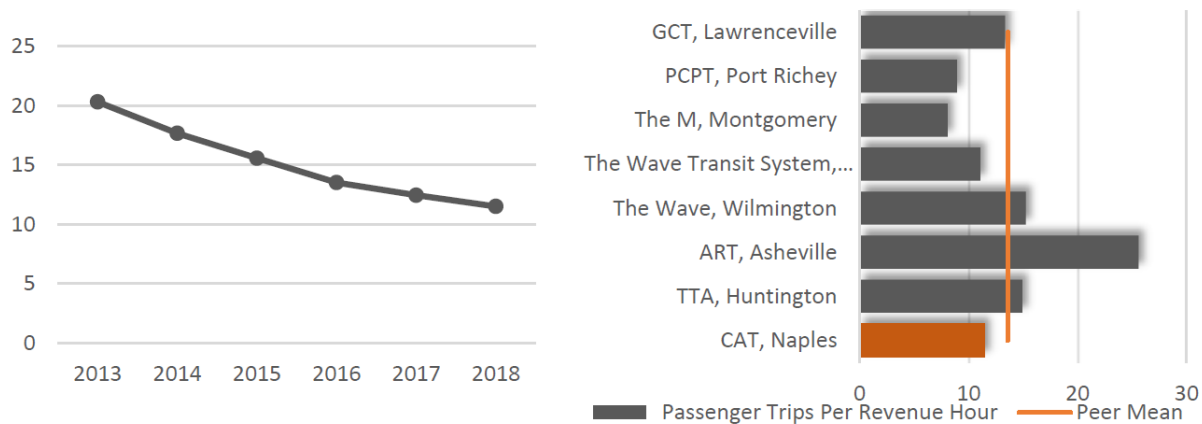 25
20
15
10
5
0
2013 2014 2015 2016 2017 2018
GCT, Lawrenceville
PCPT, Port Richey
The M, Montgomery
The Wave Transit System,...
The Wave, Wilmington
ART, Asheville
TTA, Huntington
CAT, Naples
0 10 20 30
Passenger Trips Per Revenue Hour Peer Mean